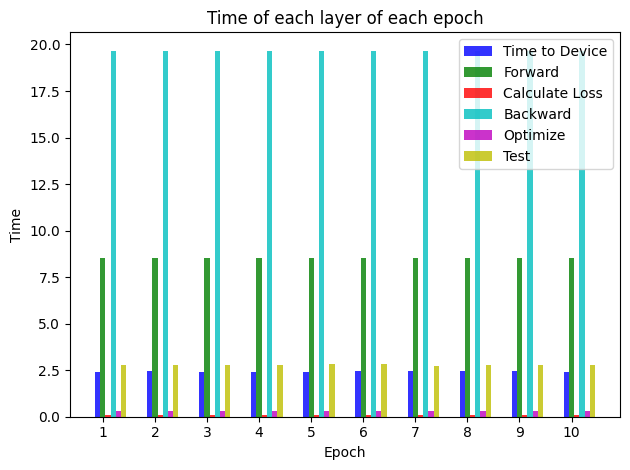 Time of each layer of each epoch
20.0
17.5
15.0
12.5
10.0
7.5
5.0
2.5
0.0
Time
Time to Device
Forward
Calculate Loss
Backward
Optimize
Test
1 2 3 4 5 6 7 8 9 10
Epoch